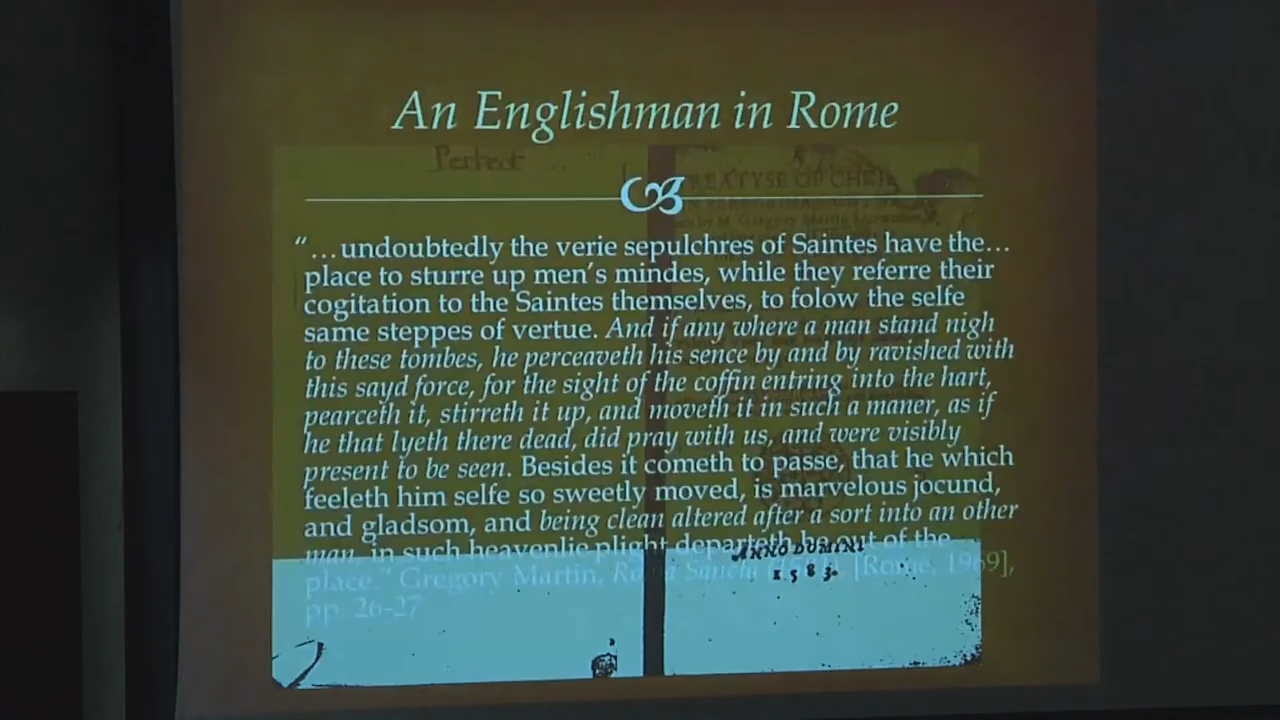 An Englishman in Rome
Perfect
TREATYSE OF CHRI
“…undoubtedly the verie sepulchres of Saintes have the…
place to sturre up men’s mindes, while they referre their
cogitation to the Saintes themselves, to folow the selfe
same steppes of vertue. And if any where a man stand nigh
to these tombes, he perceaveth his sence by and by ravished with
this sayd force, for the sight of the coffin entring into the hart,
pearceth it, stirreth it up, and moveth it in such a maner, as if
he that lyeth there dead, did pray with us, and were visibly
present to be seen. Besides it cometh to passe, that he which
feeleth him selfe so sweetly moved, is marvelous jocund,
and gladsom, and being clean altered after a sort into an other
man, in such heavenlie plight departeth he out of the
place.” Gregory Martin, Roma Sancta [Rome, 1969],
pp. 26-27
ANNO DOMINI
1583.